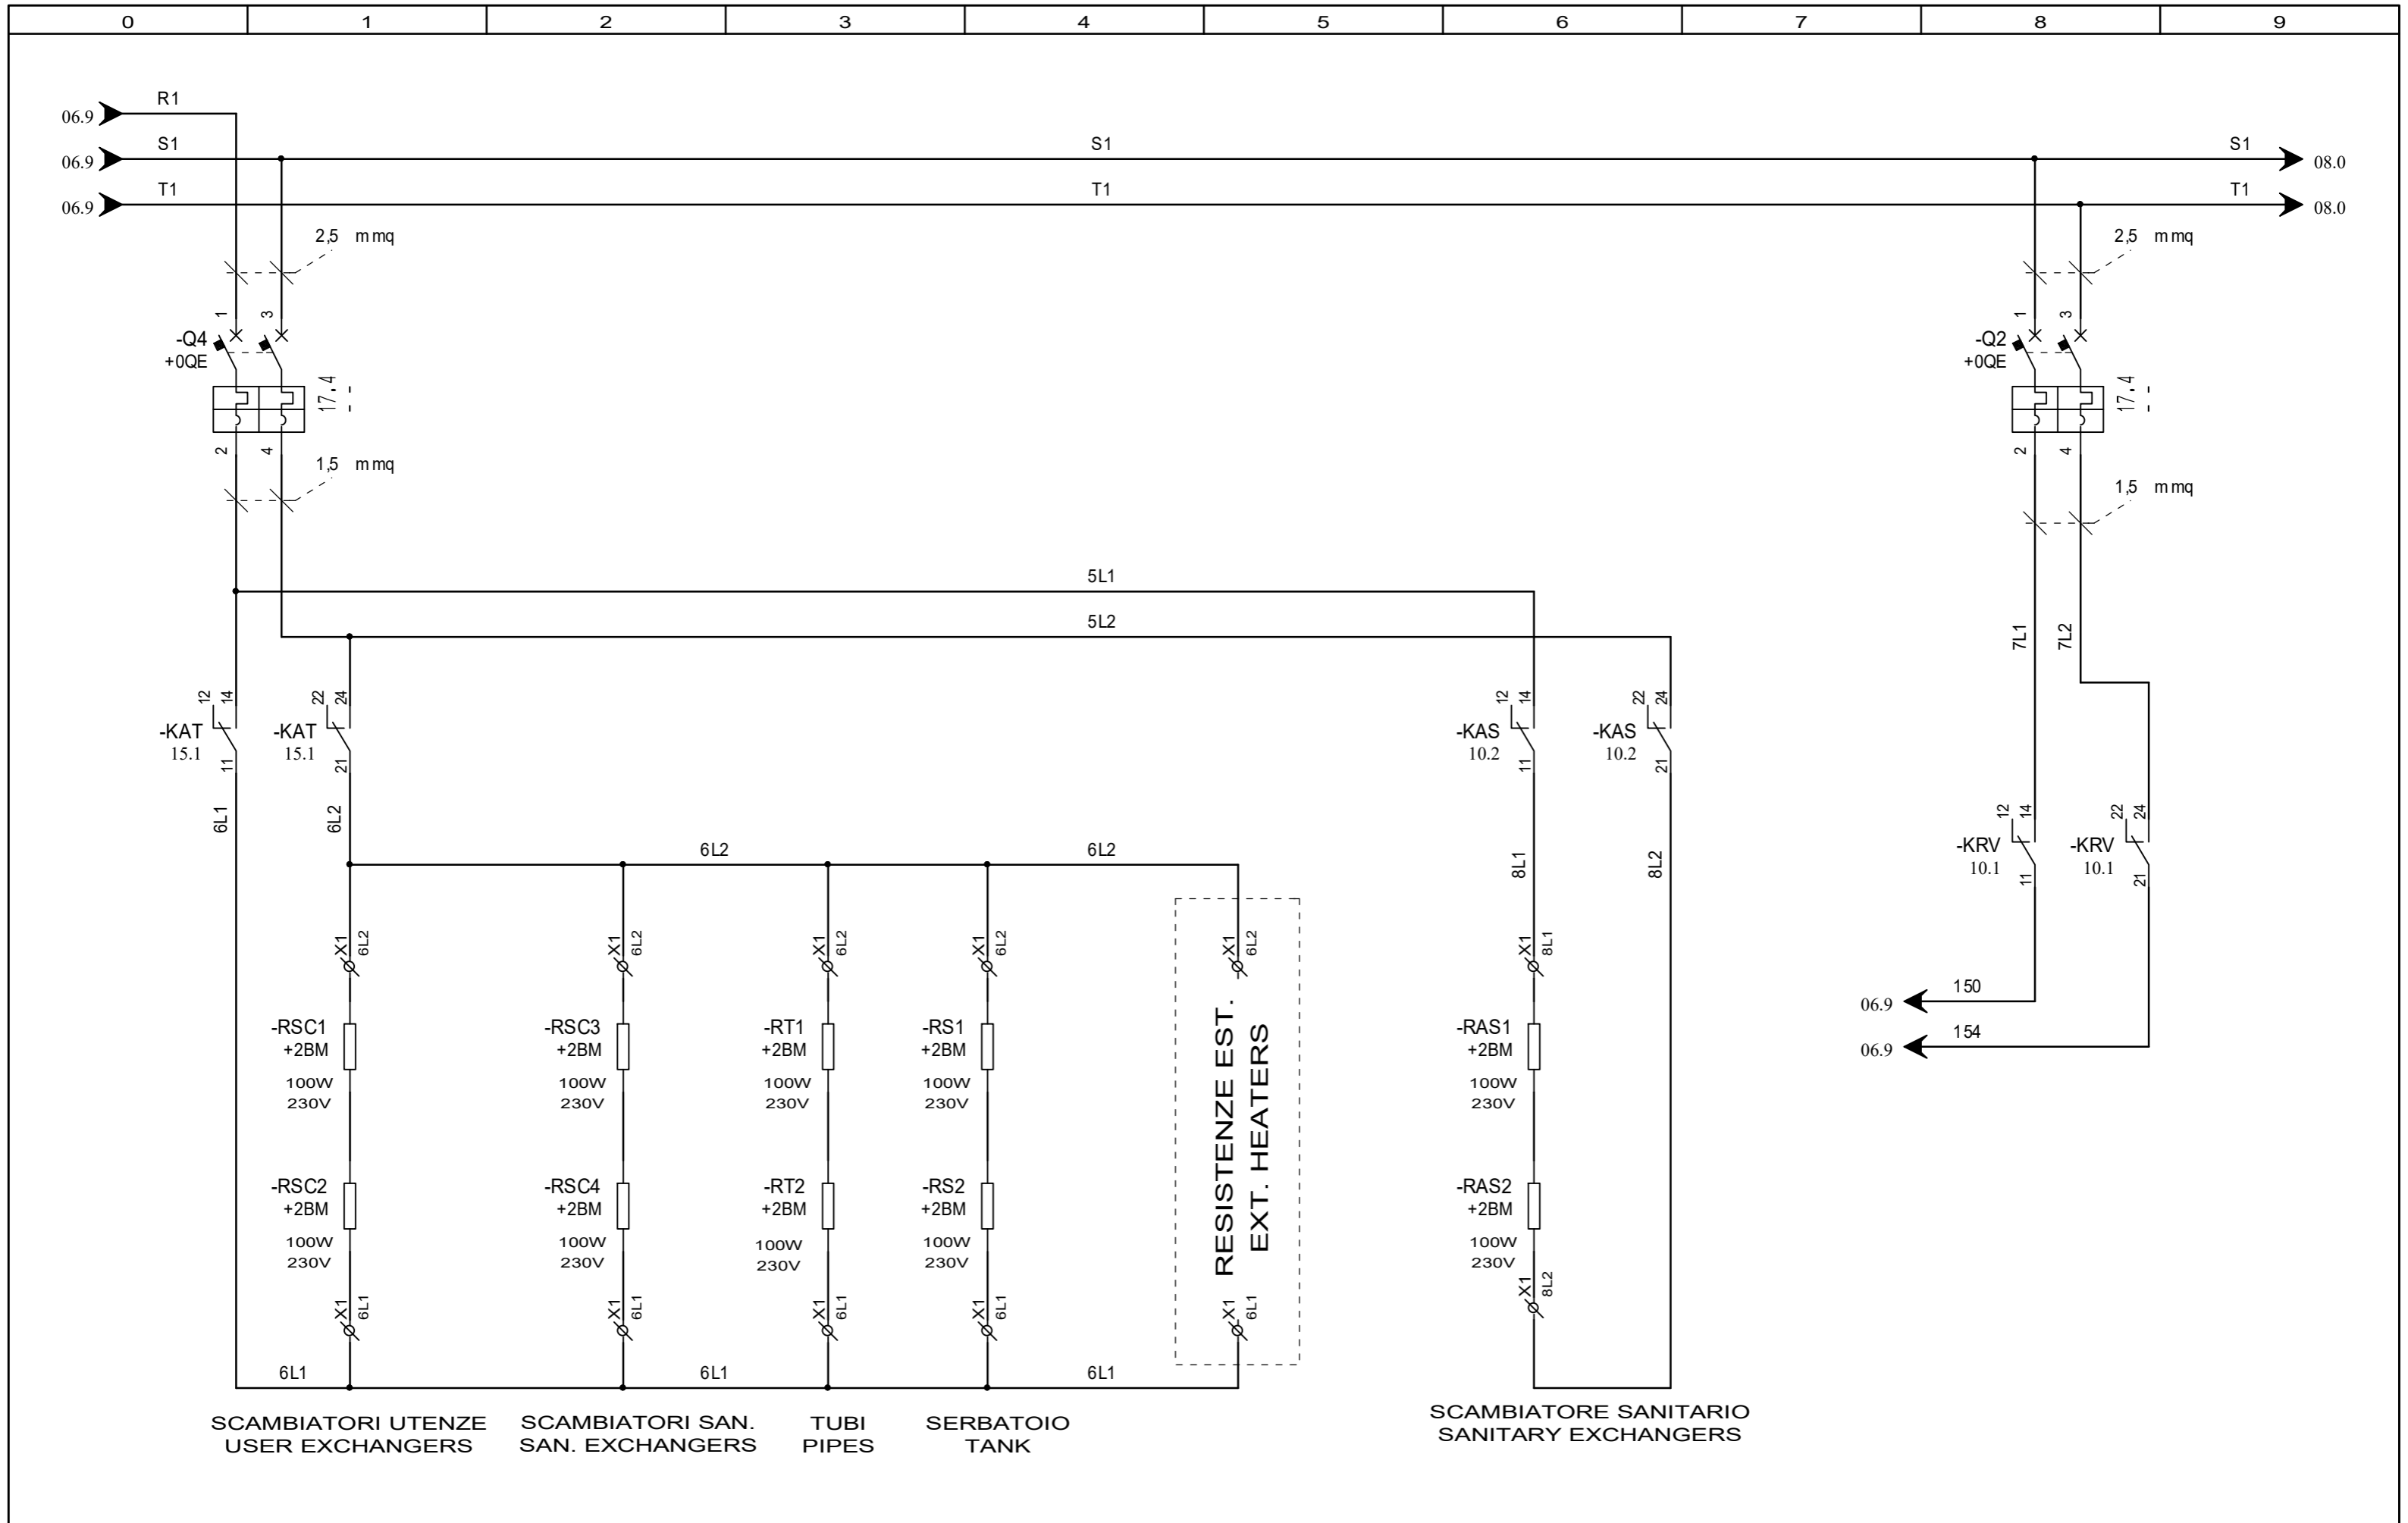 0 1 2 3 4 5 6 7 8 9
R1
06.9
S1 S1 S1
06.9 08.0
T1 T1 T1
06.9 08.0
2,5 mmq 2,5 mmq
1 3 1 3
-Q4 -Q2
+0QE +0QE
17.4 17.4
2 4 2 4
1,5 mmq 1,5 mmq
5L1
5L2
7L1 7L2
12 14 22 24 12 14 22 24
-KAT -KAT -KAS -KAS
15.1 15.1 10.2 10.2
11 21 11 21
6L1 6L2
12 14 22 24
6L2 6L2
-KRV -KRV
8L1 8L2
10.1 10.1
11 21
X1 6L2 X1 6L2 X1 6L2 X1 6L2 X1 6L2 X1 8L1
150
06.9
154
06.9
-RSC1 -RSC3 -RT1 -RS1 -RAS1
+2BM +2BM +2BM +2BM +2BM
100W 100W 100W 100W 100W
230V 230V 230V 230V 230V
RESISTENZE EST.
EXT. HEATERS
-RSC2 -RSC4 -RT2 -RS2 -RAS2
+2BM +2BM +2BM +2BM +2BM
100W 100W 100W 100W 100W
230V 230V 230V 230V 230V
X1 8L2
X1 6L1 X1 6L1 X1 6L1 X1 6L1 X1 6L1
6L1 6L1 6L1
SCAMBIATORI UTENZE
USER EXCHANGERS
SCAMBIATORI SAN.
SAN. EXCHANGERS
TUBI
PIPES
SERBATOIO
TANK
SCAMBIATORE SANITARIO
SANITARY EXCHANGERS